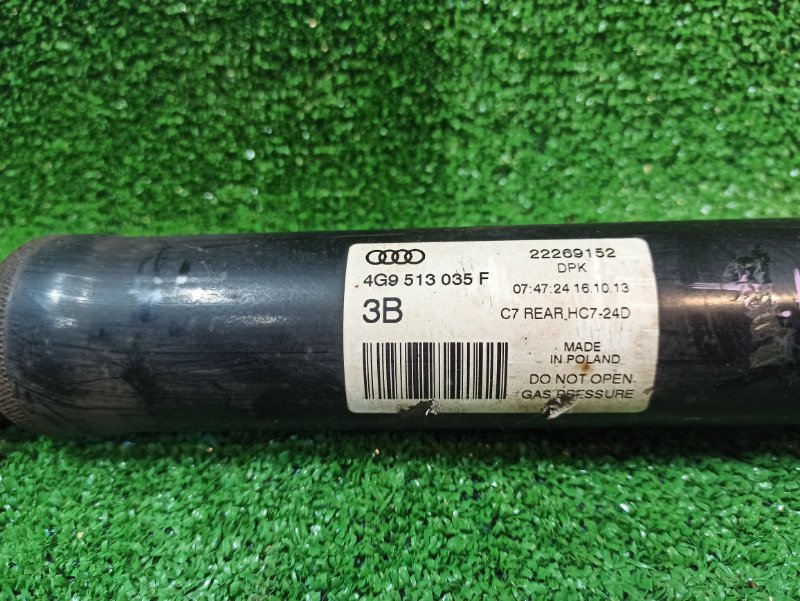 22269152
DPK
4G9 513 035 F
07:47:24 16.10.13
3B
C7 REAR,HC7-24D
MADE
IN POLAND
DO NOT OPEN
GAS PRESSURE